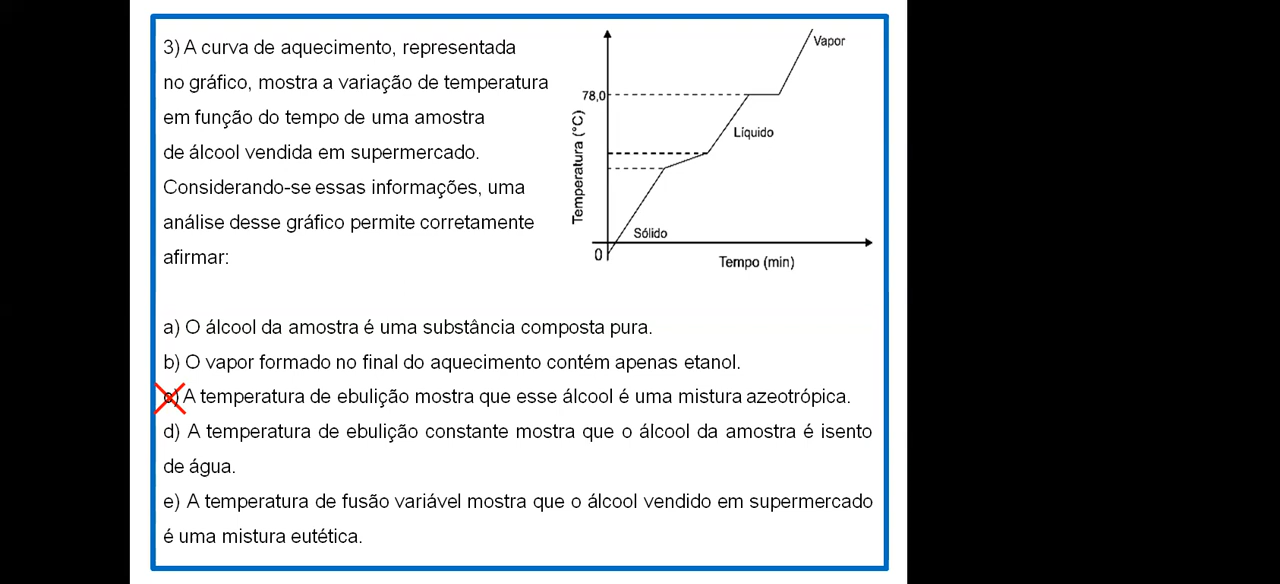 3) A curva de aquecimento, representada
no gráfico, mostra a variação de temperatura
em função do tempo de uma amostra
de álcool vendida em supermercado.
Considerando-se essas informações, uma
análise desse gráfico permite corretamente
afirmar:
Vapor
78,0
Líquido
Temperatura (°C)
Sólido
0
Tempo (min)
a) O álcool da amostra é uma substância composta pura.
b) O vapor formado no final do aquecimento contém apenas etanol.
c) A temperatura de ebulição mostra que esse álcool é uma mistura azeotrópica.
d) A temperatura de ebulição constante mostra que o álcool da amostra é isento
de água.
e) A temperatura de fusão variável mostra que o álcool vendido em supermercado
é uma mistura eutética.